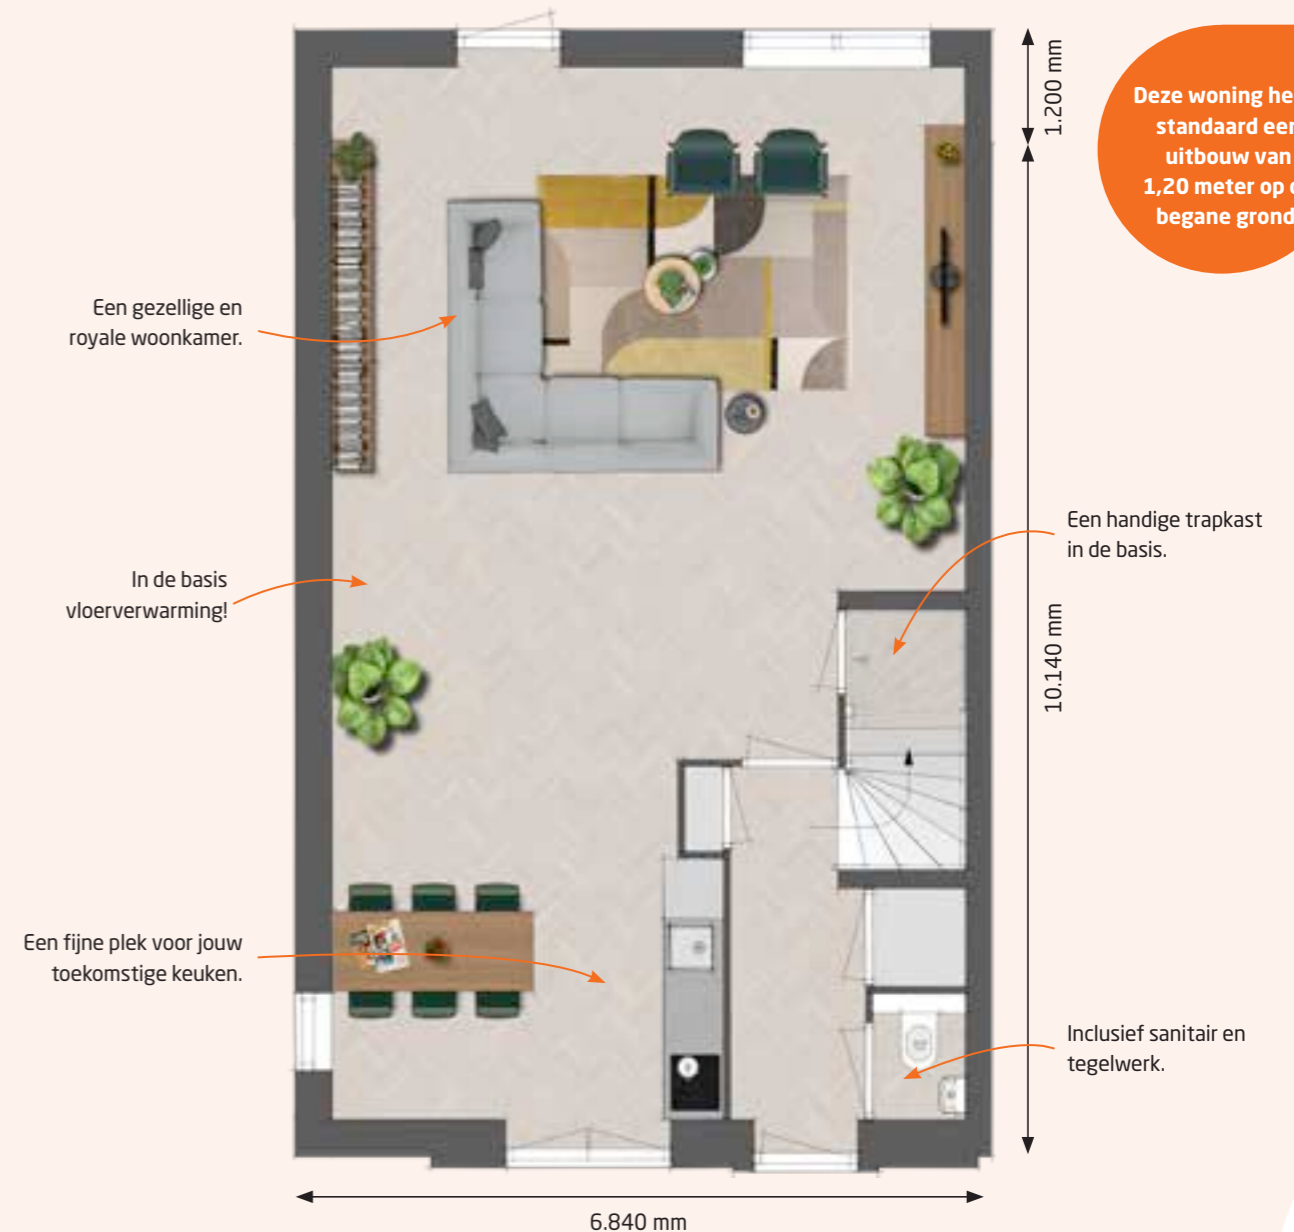 1.200 mm
Deze woning
standaard
uitbouw van
1,20 meter op
begane grond
Een gezellige en
royale woonkamer.
Een handige trapkast
in de basis.
In de basis
vloerverwarming!
10.140 mm
Een fijne plek voor jouw
toekomstige keuken.
Inclusief sanitair en
tegelwerk.
6.840 mm